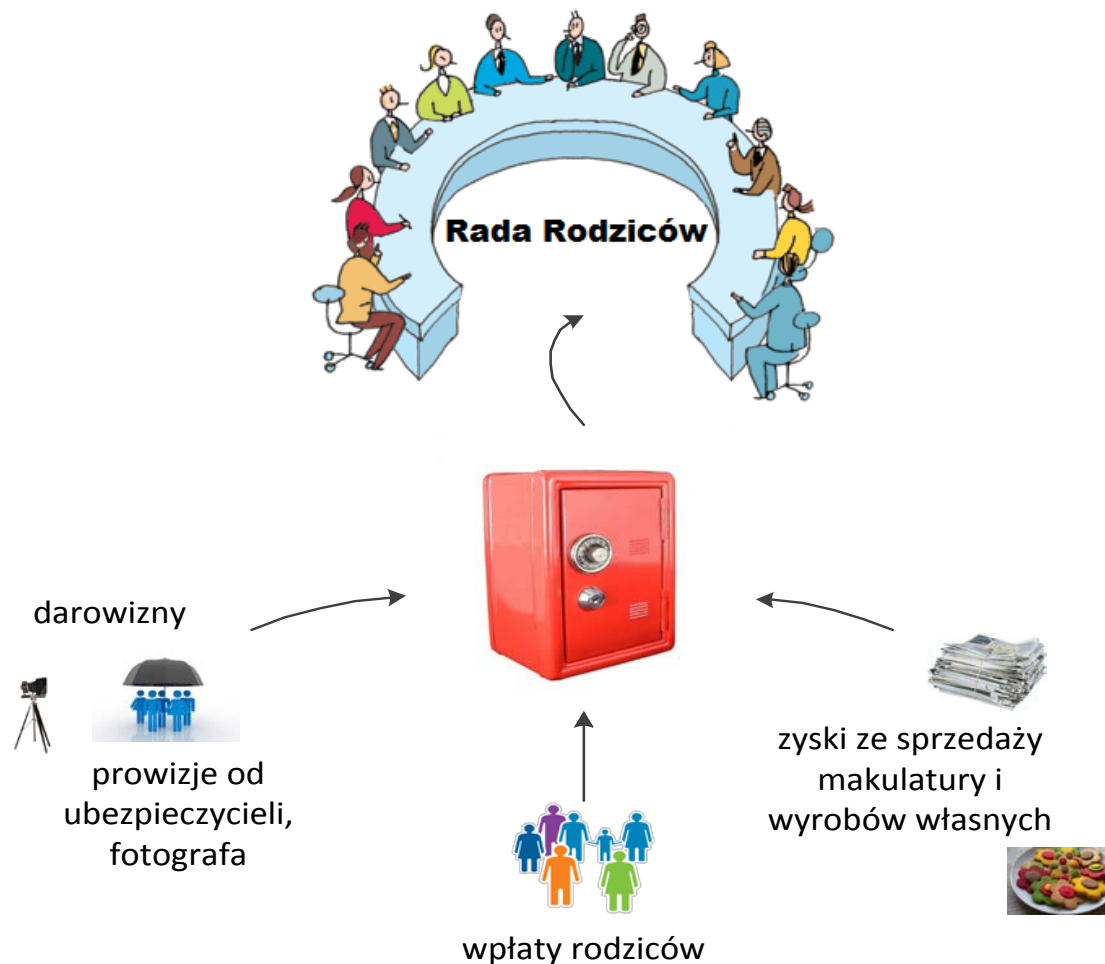 Rada Rodziców
darowizny
prowizje od
ubezpieczycieli,
fotografa
wpłaty rodziców
zyski ze sprzedaży
makulatury i
wyrobów własnych